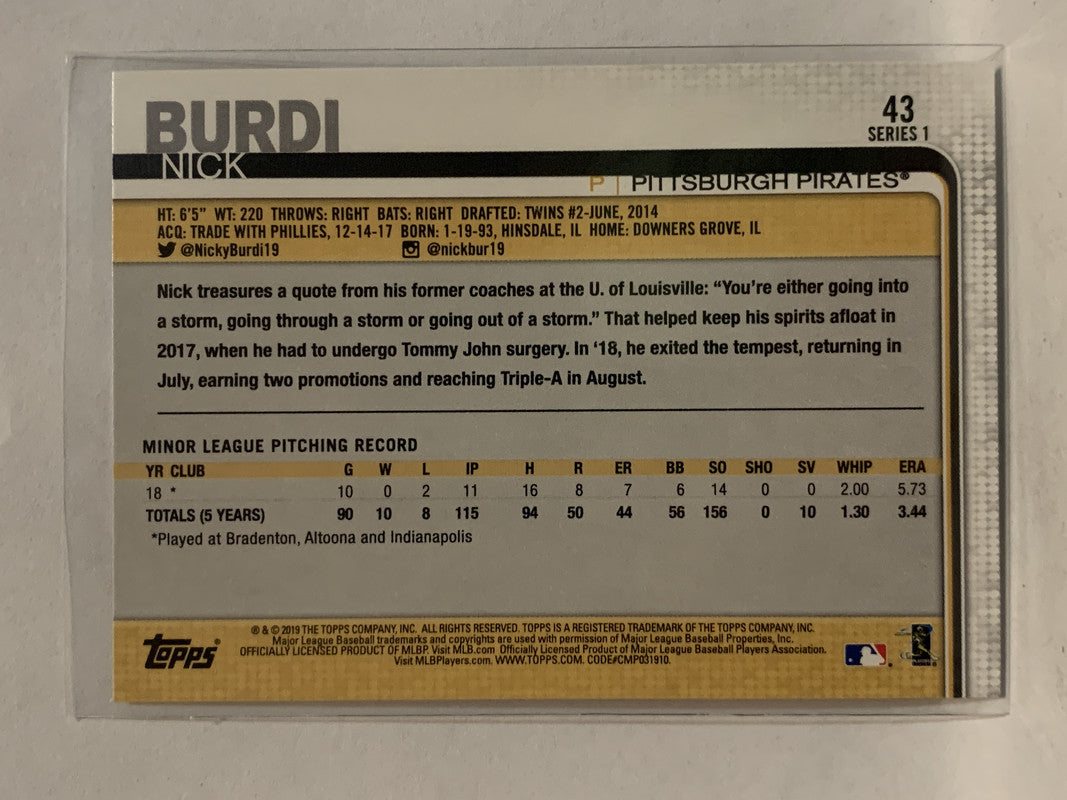 BURDI
NICK
43
SERIES 1
P | PITTSBURGH PIRATES®
HT: 6'5" WT: 220 THROWS: RIGHT BATS: RIGHT DRAFTED: TWINS #2-JUNE, 2014
ACQ: TRADE WITH PHILLIES, 12-14-17 BORN: 1-19-93, HINSDALE, IL HOME: DOWNERS GROVE, IL
@NickyBurdi19 @nickbur19
Nick treasures a quote from his former coaches at the U. of Louisville: “You’re either going into
a storm, going through a storm or going out of a storm.” That helped keep his spirits afloat in
2017, when he had to undergo Tommy John surgery. In ‘18, he exited the tempest, returning in
July, earning two promotions and reaching Triple-A in August.
MINOR LEAGUE PITCHING RECORD
YR CLUB G W L IP H R ER BB SO SHO SV WHIP ERA
18 * 10 0 2 11 16 8 7 6 14 0 0 2.00 5.73
TOTALS (5 YEARS) 90 10 8 115 94 50 44 56 156 0 10 1.30 3.44
*Played at Bradenton, Altoona and Indianapolis
TOPPS®
® & © 2019 THE TOPPS COMPANY, INC. ALL RIGHTS RESERVED. TOPPS IS A REGISTERED TRADEMARK OF THE TOPPS COMPANY, INC.
Major League Baseball trademarks and copyrights are used with permission of Major League Baseball Properties, Inc.
OFFICIALLY LICENSED PRODUCT OF MLBP. Visit MLB.com Officially Licensed Product of Major League Baseball Players Association.
Visit MLBPlayers.com. WWW.TOPPS.COM. CODE#CMP031910.